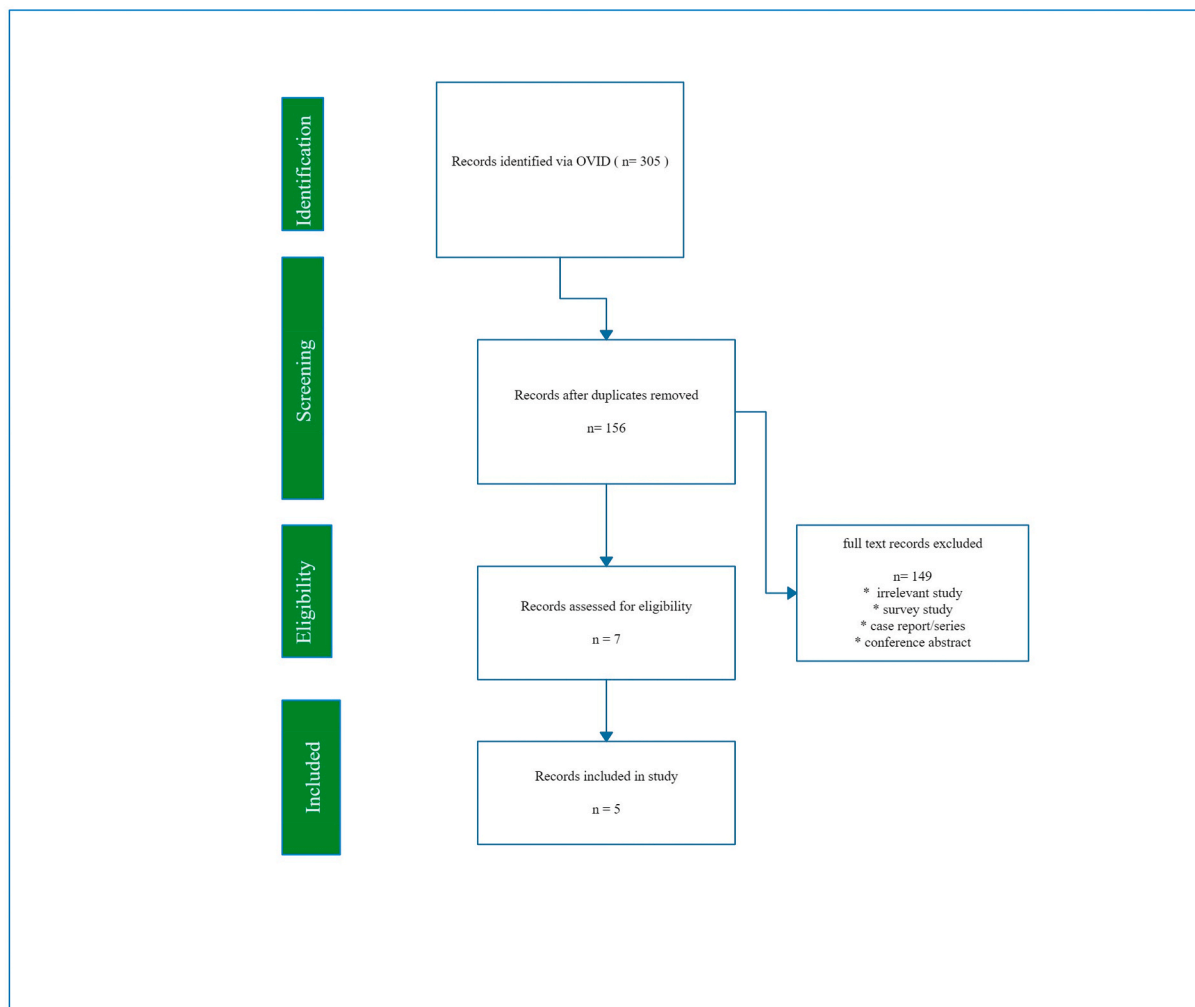 Identification
Records identified via OVID ( n= 305 )
Screening
Records after duplicates removed
n= 156
Eligibility
Records assessed for eligibility
n = 7
full text records excluded
n= 149
* irrelevant study
* survey study
* case report/series
* conference abstract
Included
Records included in study
n = 5